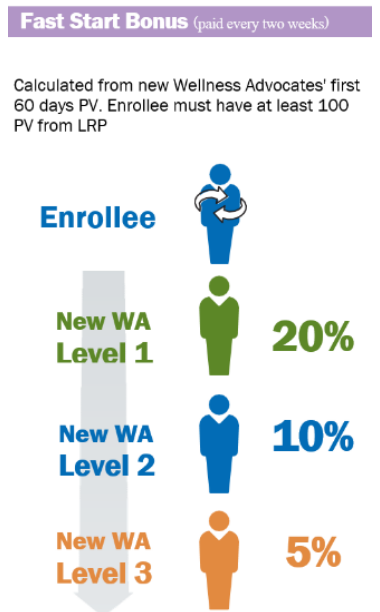 Fast Start Bonus (paid every two weeks)
Calculated from new Wellness Advocates' first
60 days PV. Enrollee must have at least 100
PV from LRP
Enrollee
New WA
Level 1
20%
New WA
Level 2
10%
New WA
Level 3
5%